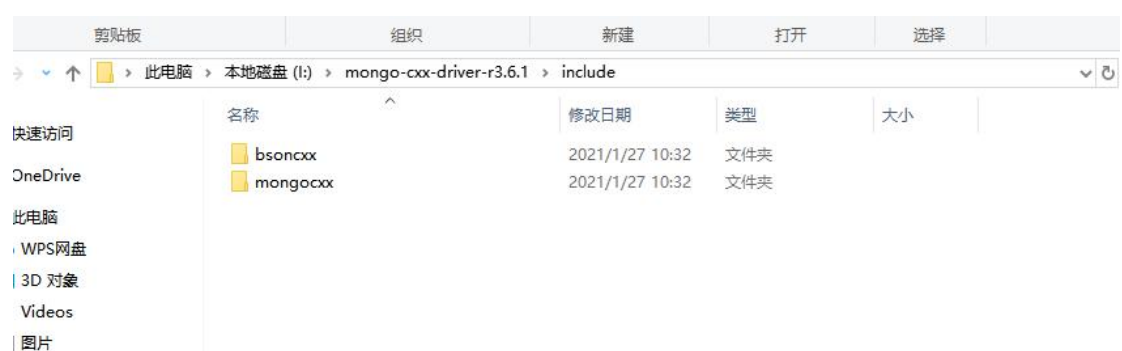 剪贴板 组织 新建 打开 选择
此电脑 › 本地磁盘 (I:) › mongo-cxx-driver-r3.6.1 › include
名称 修改日期 类型 大小
快速访问
bsoncxx 2021/1/27 10:32 文件夹
OneDrive
mongocxx 2021/1/27 10:32 文件夹
此电脑
WPS网盘
3D 对象
Videos
图片